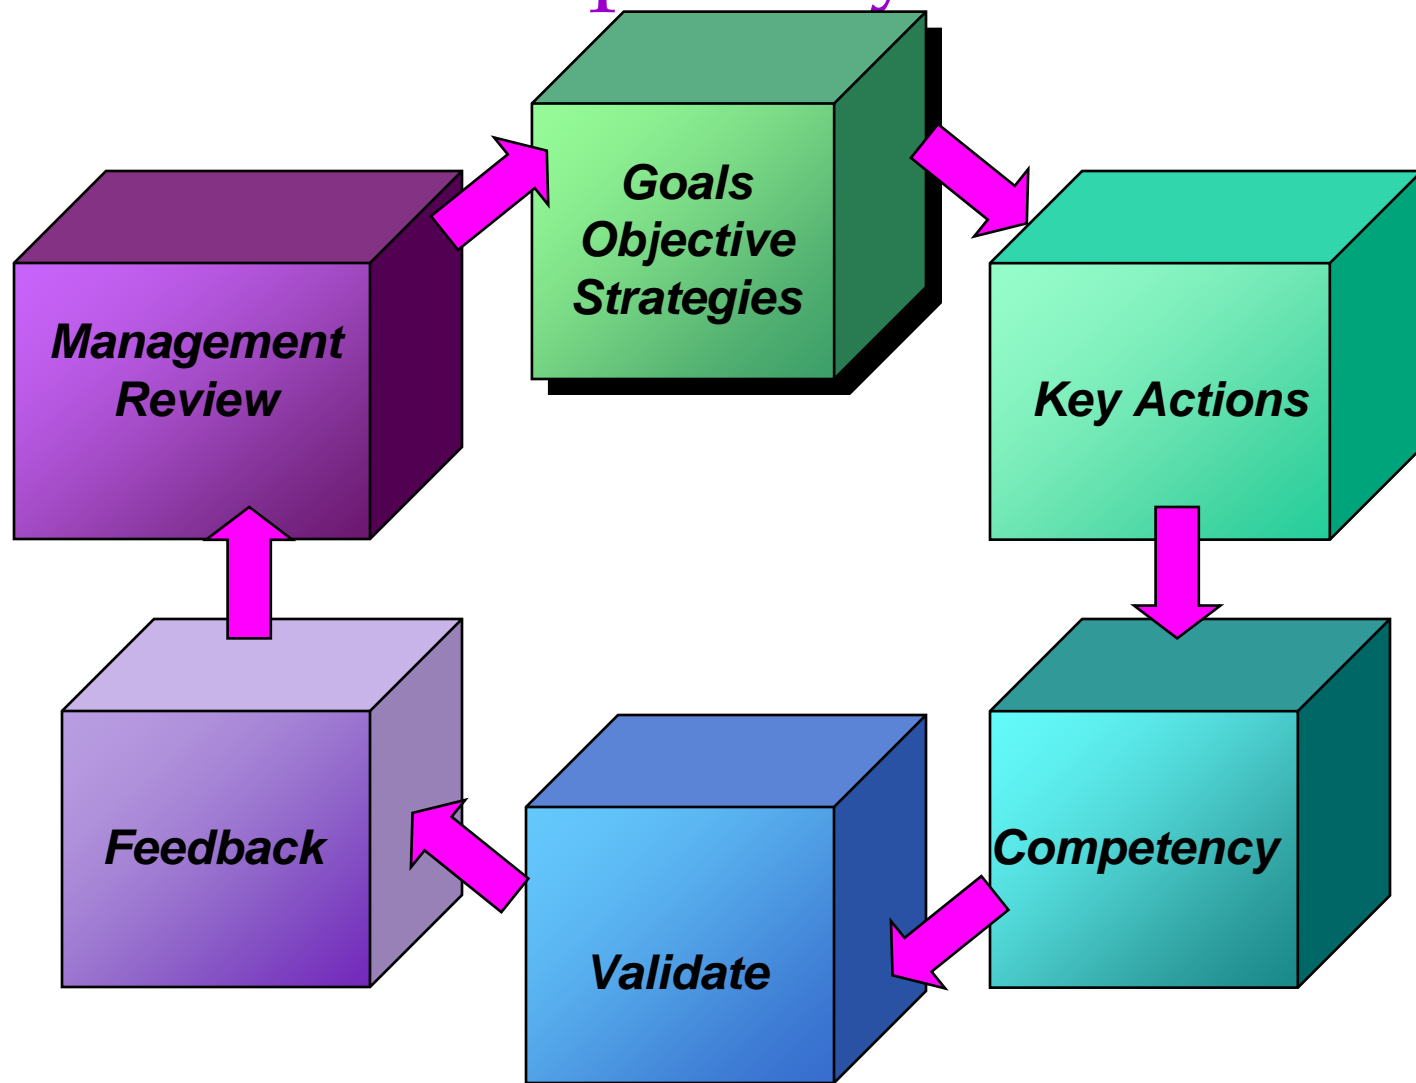 Goals
Objective
Strategies
Management
Review
Key Actions
Feedback
Competency
Validate